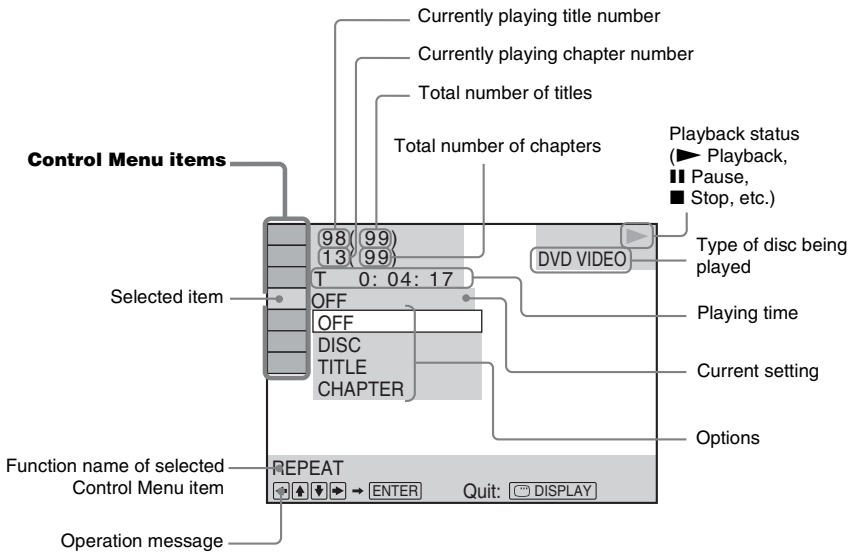 Currently playing title number
Currently playing chapter number
Total number of titles
Total number of chapters
Playback status
(► Playback,
▮▮ Pause,
■ Stop, etc.)
Control Menu items
98( 99)
13( 99)
DVD VIDEO
Type of disc being
played
T 0: 04: 17
Selected item
OFF
Playing time
OFF
DISC
TITLE
CHAPTER
Current setting
Options
Function name of selected
Control Menu item
REPEAT
←↑↓→ → ENTER Quit: DISPLAY
Operation message